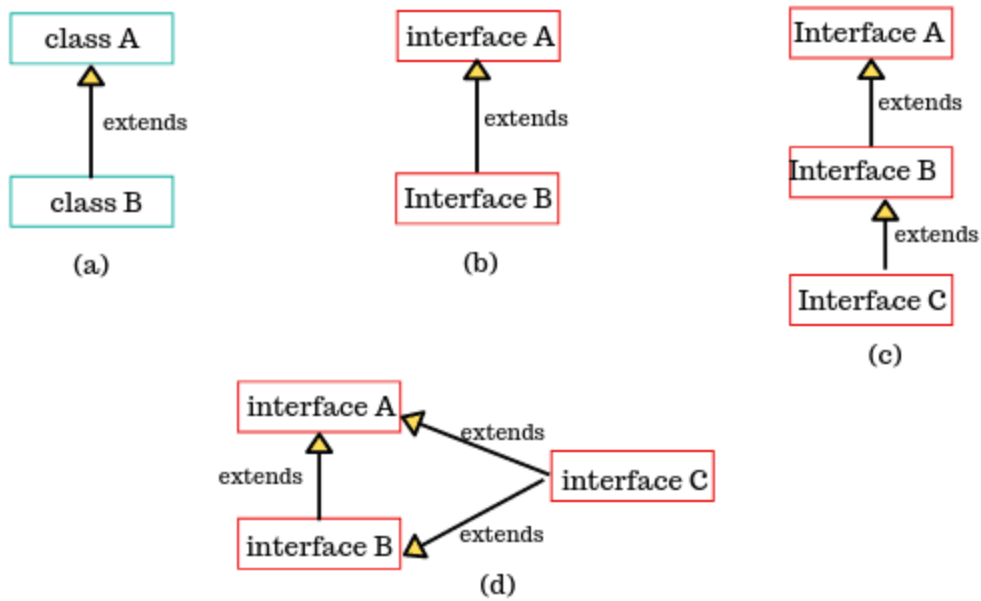 class A
extends
class B
(a)
interface A
extends
Interface B
(b)
Interface A
extends
Interface B
extends
Interface C
(c)
interface A
extends
extends
interface C
interface B
extends
(d)